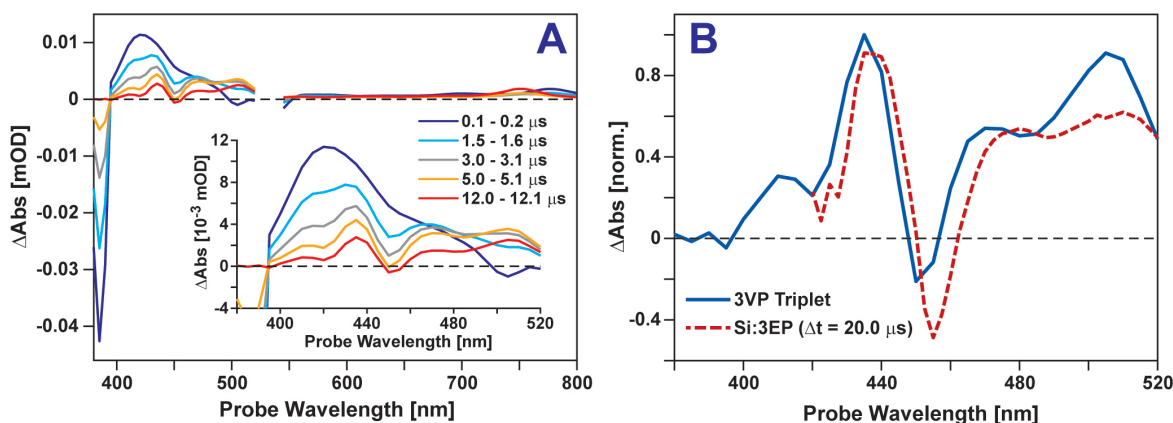 A
0.01
0
-0.01
-0.02
-0.03
-0.04
ΔAbs [mOD]
0.1 - 0.2 μs
1.5 - 1.6 μs
3.0 - 3.1 μs
5.0 - 5.1 μs
12.0 - 12.1 μs
12
8
4
0
-4
ΔAbs [10-3 mOD]
400 440 480 520
Probe Wavelength [nm]
400 500 600 700 800
Probe Wavelength [nm]
B
0.8
0.4
0
-0.4
ΔAbs [norm.]
3VP Triplet
Si:3EP (Δt = 20.0 μs)
400 440 480 520
Probe Wavelength [nm]